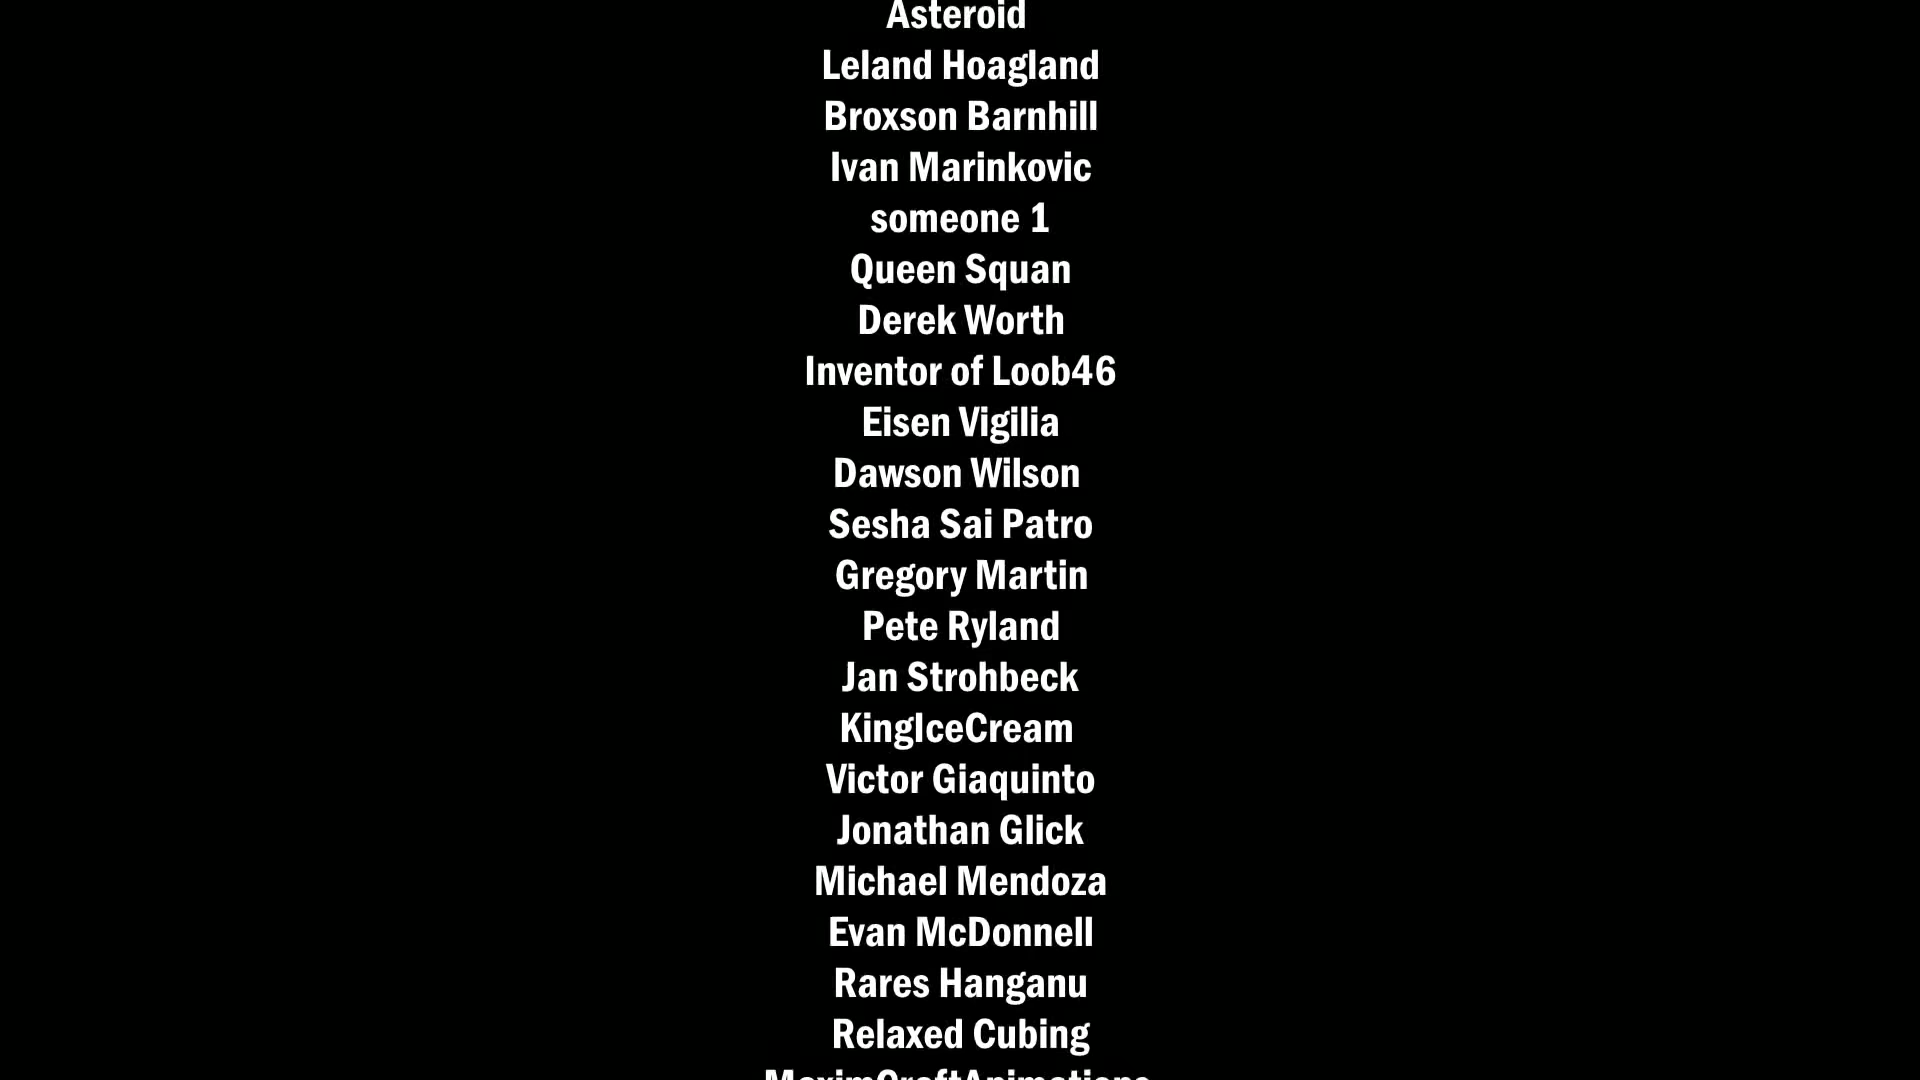 Asteroid
Leland Hoagland
Broxson Barnhill
Ivan Marinkovic
someone 1
Queen Squan
Derek Worth
Inventor of Loob46
Eisen Vigilia
Dawson Wilson
Sesha Sai Patro
Gregory Martin
Pete Ryland
Jan Strohbeck
KingIceCream
Victor Giaquinto
Jonathan Glick
Michael Mendoza
Evan McDonnell
Rares Hanganu
Relaxed Cubing
MaximCraftAnimations